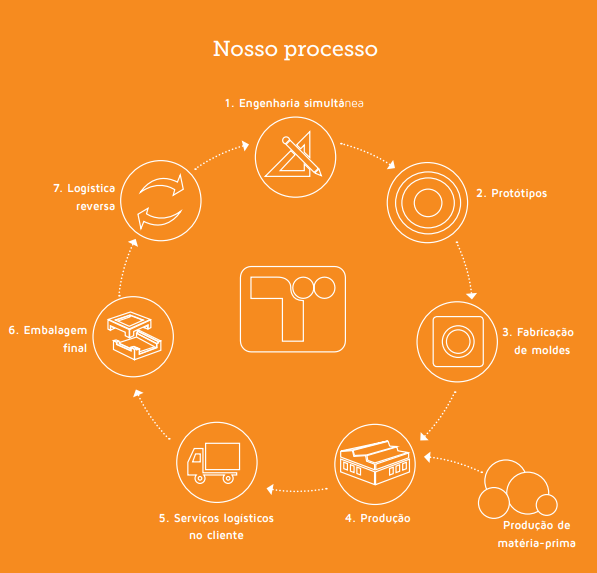 Nosso processo
1. Engenharia simultânea
2. Protótipos
3. Fabricação
de moldes
4. Produção
Produção de
matéria-prima
5. Serviços logísticos
no cliente
6. Embalagem
final
7. Logística
reversa